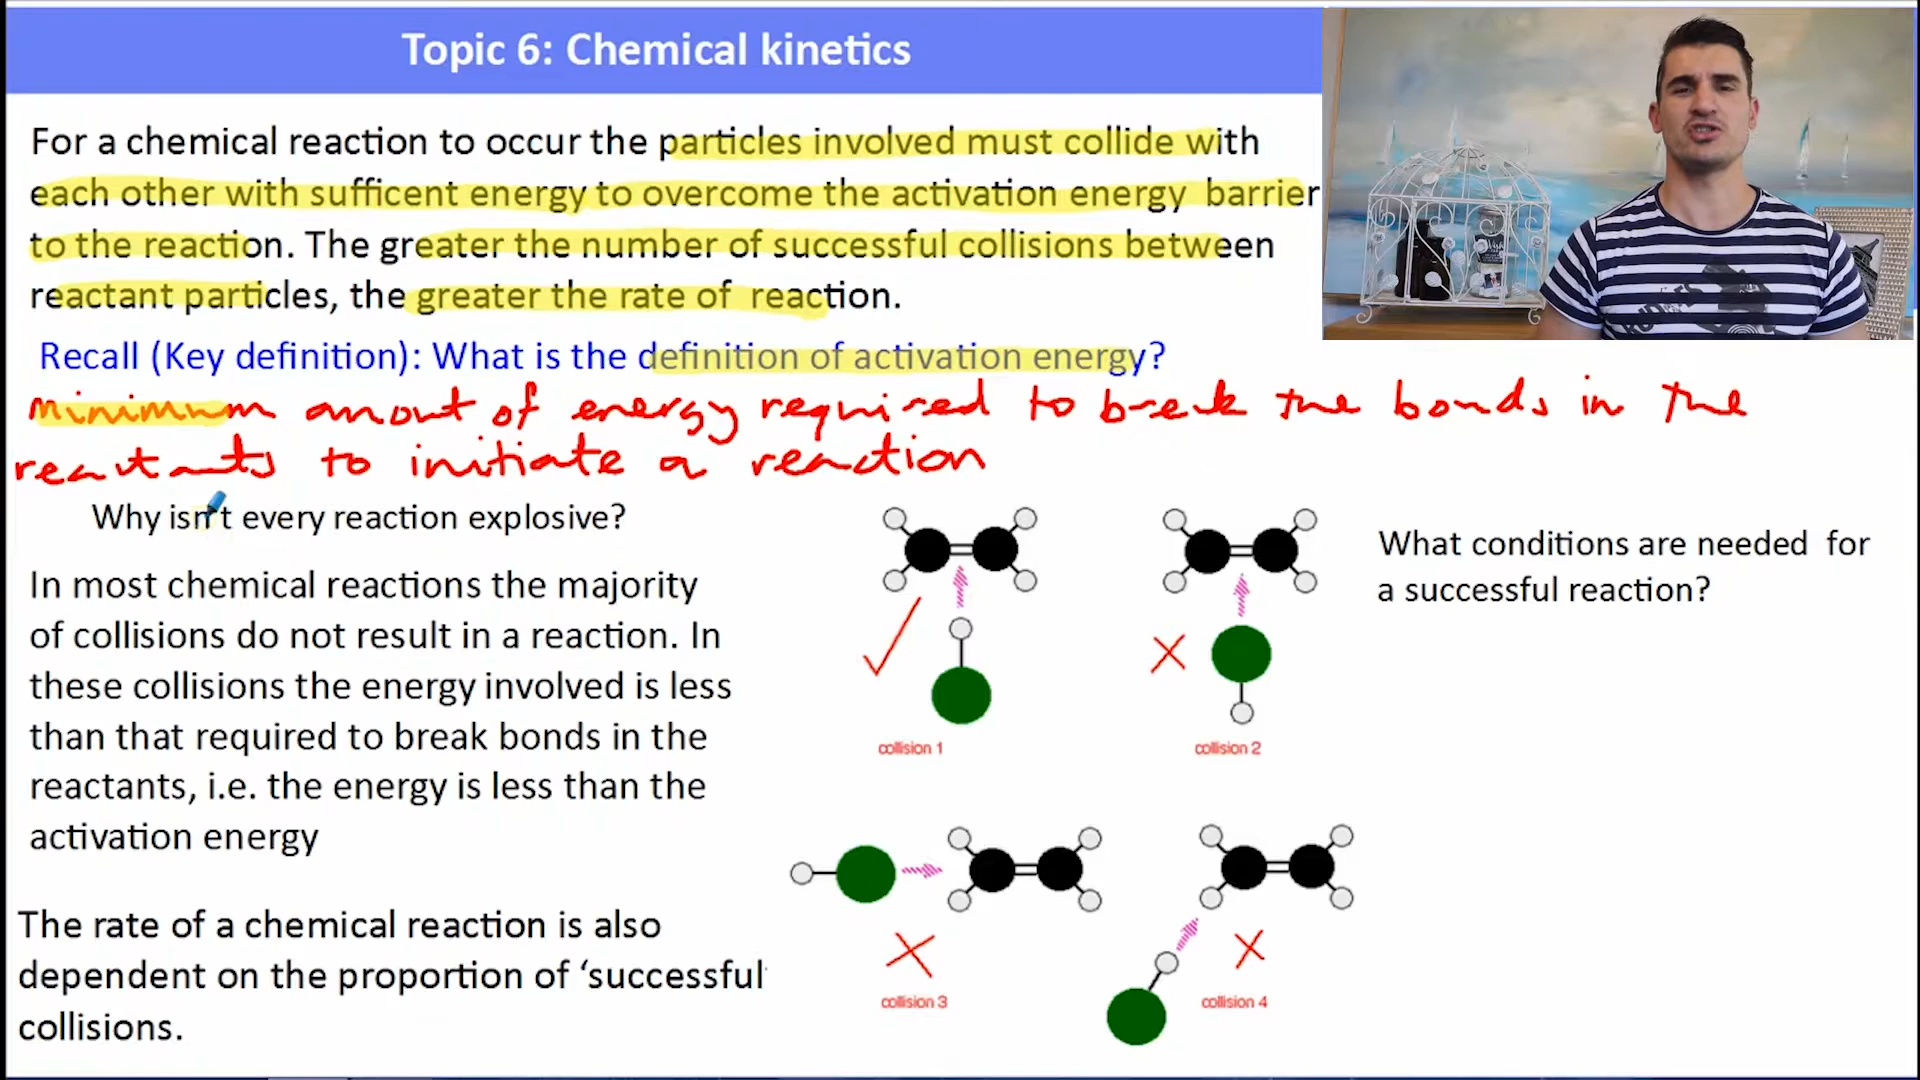 Topic 6: Chemical kinetics
For a chemical reaction to occur the particles involved must collide with
each other with sufficent energy to overcome the activation energy barrier
to the reaction. The greater the number of successful collisions between
reactant particles, the greater the rate of reaction.
Recall (Key definition): What is the definition of activation energy?
minimum amount of energy required to break the bonds in the
reactants to initiate a reaction
Why isn't every reaction explosive?
In most chemical reactions the majority
of collisions do not result in a reaction. In
these collisions the energy involved is less
than that required to break bonds in the
reactants, i.e. the energy is less than the
activation energy
The rate of a chemical reaction is also
dependent on the proportion of ‘successful’
collisions.
collision 1
collision 2
collision 3
collision 4
What conditions are needed for
a successful reaction?